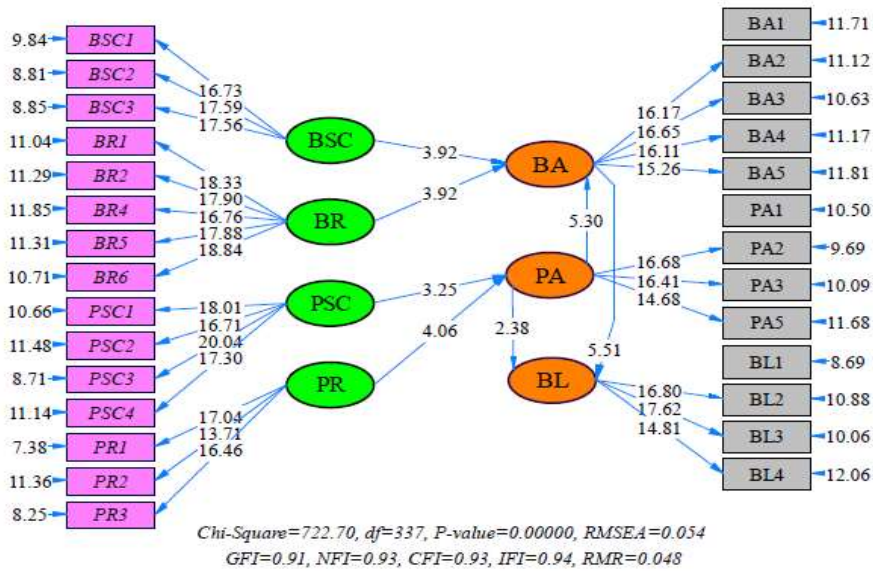 9.84 BSC1
8.81 BSC2
8.85 BSC3
11.04 BR1
11.29 BR2
11.85 BR4
11.31 BR5
10.71 BR6
10.66 PSC1
11.48 PSC2
8.71 PSC3
11.14 PSC4
7.38 PR1
11.36 PR2
8.25 PR3
16.73
17.59
17.56
18.33
17.90
16.76
17.88
18.84
18.01
16.71
20.04
17.30
17.04
13.71
16.46
BSC
BR
PSC
PR
3.92
3.92
3.25
4.06
BA
PA
BL
5.30
2.38
5.51
16.17
16.65
16.11
15.26
16.68
16.41
14.68
16.80
17.62
14.81
BA1 11.71
BA2 11.12
BA3 10.63
BA4 11.17
BA5 11.81
PA1 10.50
PA2 9.69
PA3 10.09
PA5 11.68
BL1 8.69
BL2 10.88
BL3 10.06
BL4 12.06
Chi-Square=722.70, df=337, P-value=0.00000, RMSEA=0.054
GFI=0.91, NFI=0.93, CFI=0.93, IFI=0.94, RMR=0.048